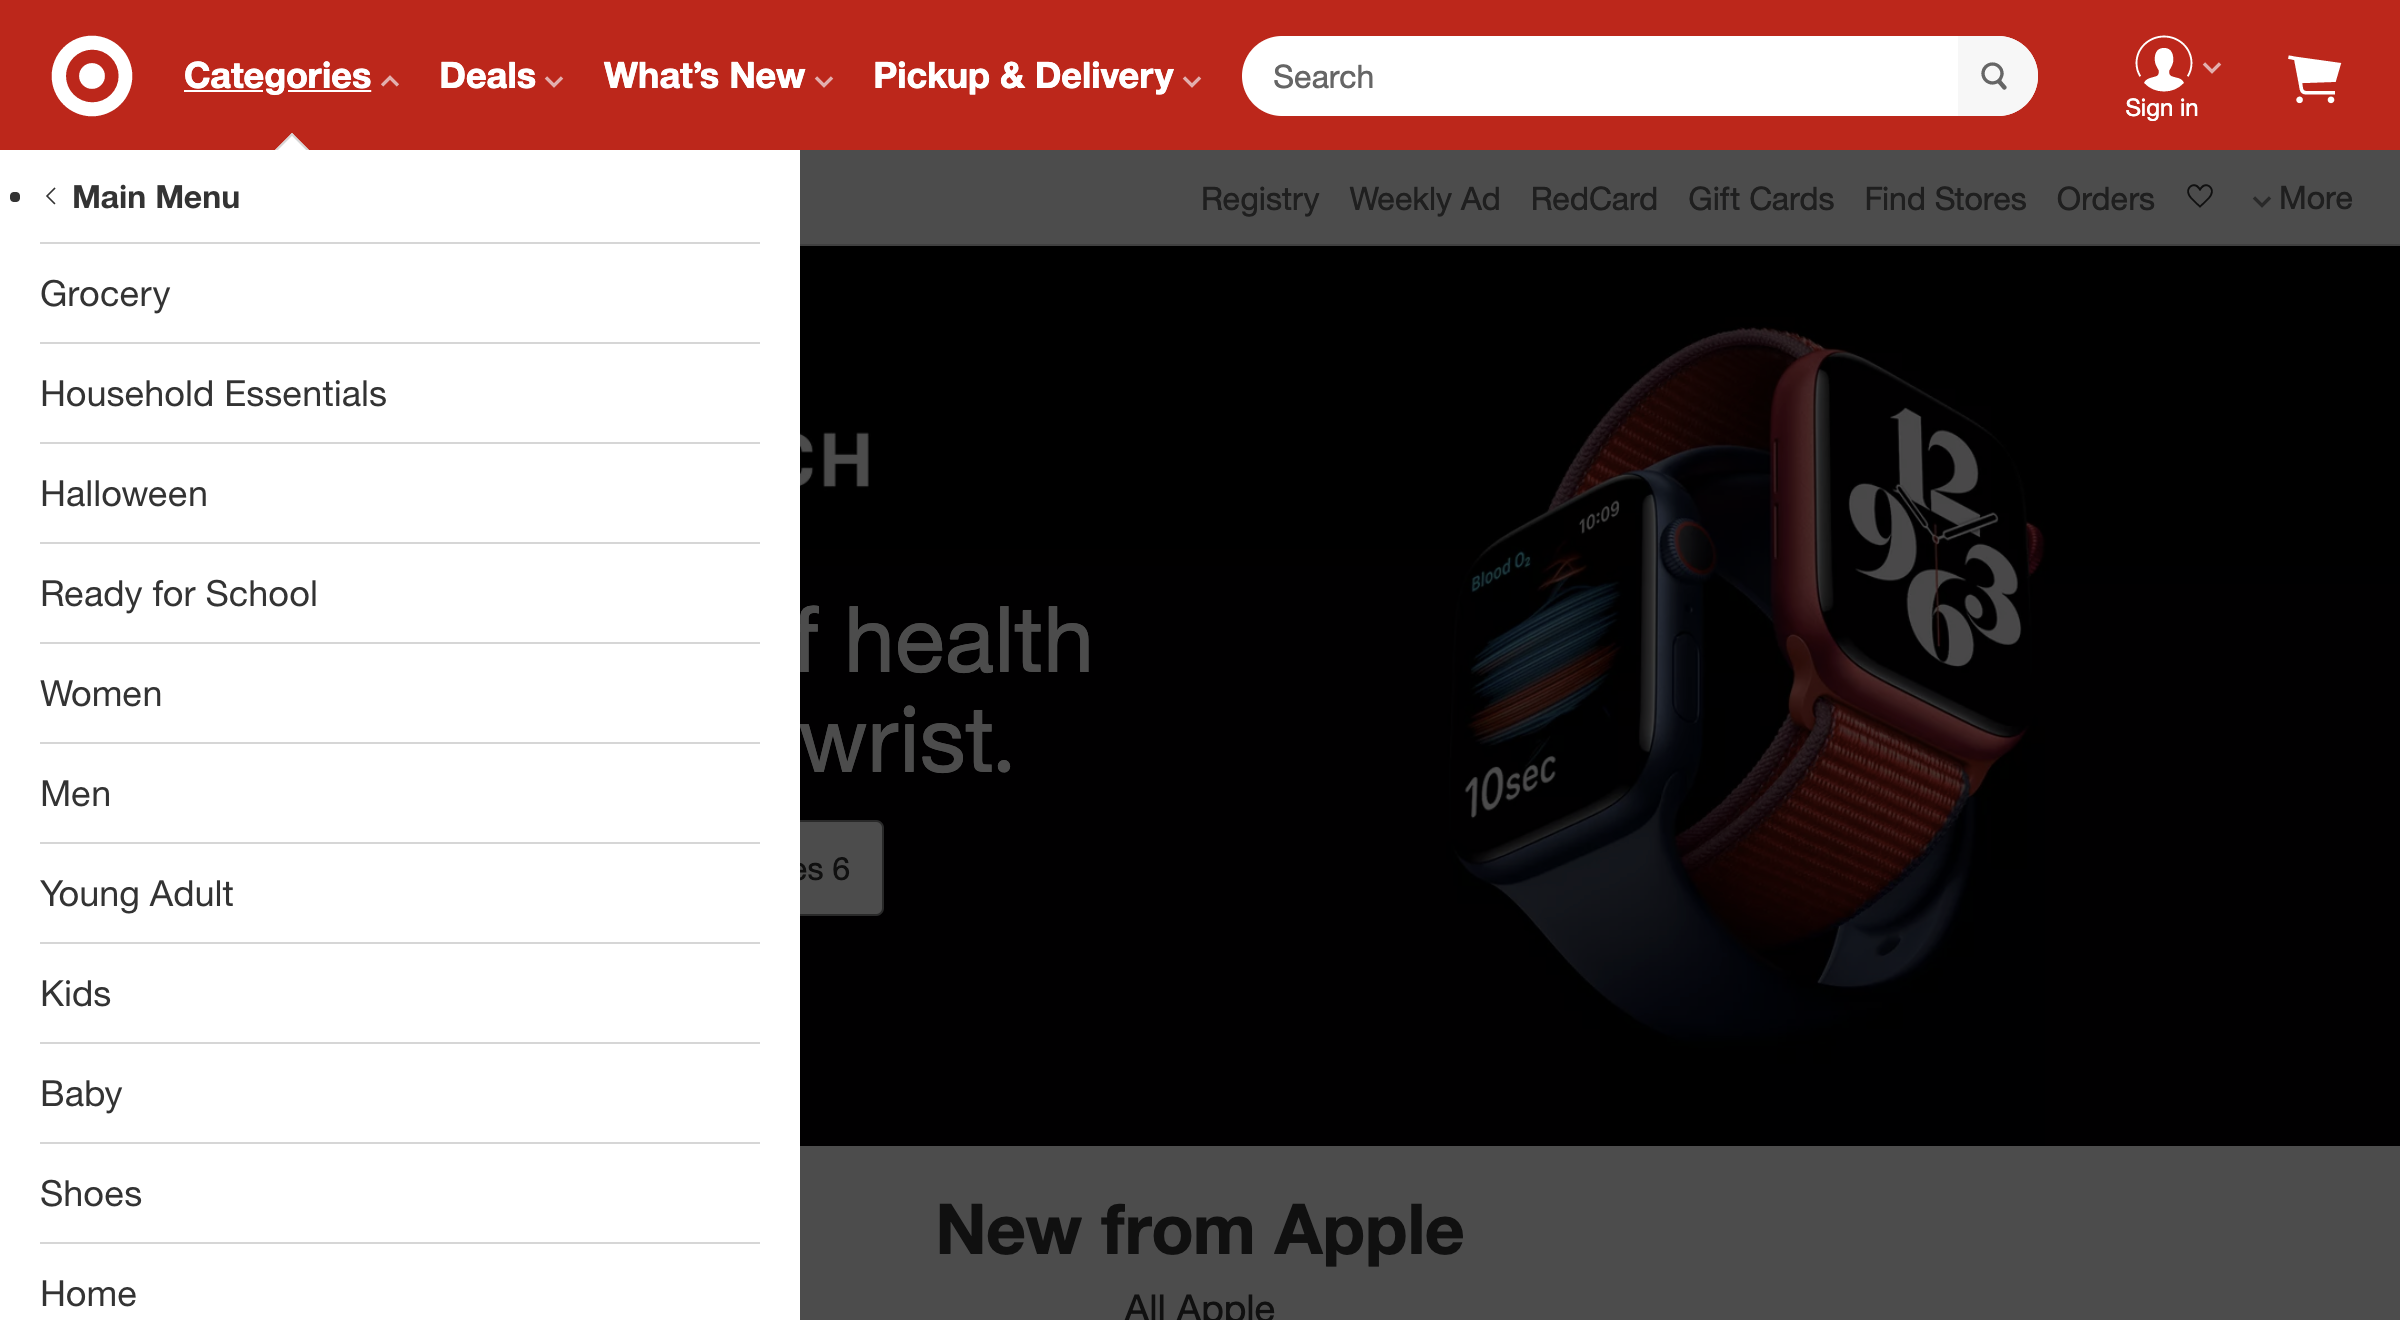 Categories Deals What's New Pickup & Delivery Search Sign in
Main Menu
Registry Weekly Ad RedCard Gift Cards Find Stores Orders More
Grocery
Household Essentials
Halloween
Ready for School
Women
Men
Young Adult
Kids
Baby
Shoes
Home
CH
f health
wrist.
es 6
10:09
Blood O₂
10sec
12
9
3
6
New from Apple
All Apple